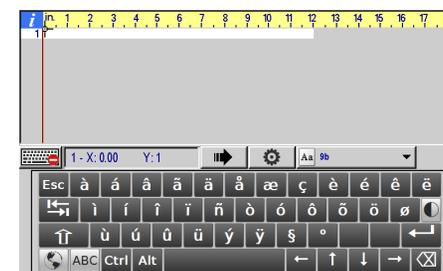 i in. 1 2 3 4 5 6 7 8 9 10 11 12 13 14 15 16 17
1
1 - X: 0.00 Y: 1 Aa 9b
Esc à á â ã ä å æ ç è é ê ë
ì í î ï ñ ò ó ô õ ö ø
ù ú û ü ý ÿ § °
ABC Ctrl Alt